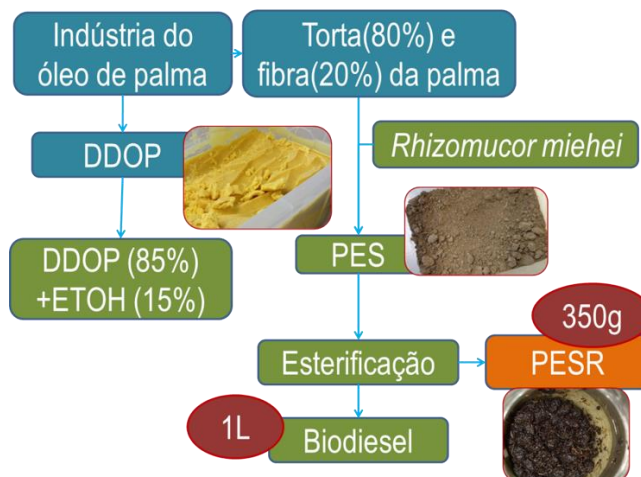 Indústria do
óleo de palma
Torta(80%) e
fibra(20%) da palma
DDOP
Rhizomucor miehei
DDOP (85%)
+ETOH (15%)
PES
350g
Esterificação
PESR
1L
Biodiesel